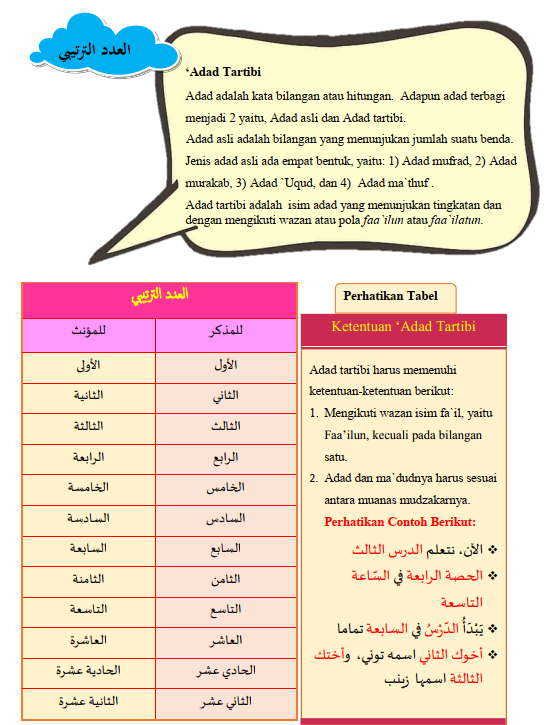 العدد الترتيبي
‘Adad Tartibi
Adad adalah kata bilangan atau hitungan. Adapun adad terbagi
menjadi 2 yaitu, Adad asli dan Adad tartibi.
Adad asli adalah bilangan yang menunjukan jumlah suatu benda.
Jenis adad asli ada empat bentuk, yaitu: 1) Adad mufrad, 2) Adad
murakab, 3) Adad `Uqud, dan 4) Adad ma`thuf .
Adad tartibi adalah isim adad yang menunjukan tingkatan dan
dengan mengikuti wazan atau pola faa`ilun atau faa`ilatun.
العدد الترتيبي
للمذكر للمؤنث
الأول الأولى
الثاني الثانية
الثالث الثالثة
الرابع الرابعة
الخامس الخامسة
السادس السادسة
السابع السابعة
الثامن الثامنة
التاسع التاسعة
العاشر العاشرة
الحادي عشر الحادية عشرة
الثاني عشر الثانية عشرة
Perhatikan Tabel
Ketentuan ‘Adad Tartibi
Adad tartibi harus memenuhi
ketentuan-ketentuan berikut:
1. Mengikuti wazan isim fa`il, yaitu
Faa’ilun, kecuali pada bilangan
satu.
2. Adad dan ma`dudnya harus sesuai
antara muanas mudzakarnya.
Perhatikan Contoh Berikut:
❖ الآن، نتعلم الدرس الثالث
❖ الحصة الرابعة في السّاعة
التاسعة
❖ يَبْدَأُ الدّرْسُ في السابعة تماما
❖ أخوك الثاني اسمه توني، وأختك
الثالثة اسمها زينب